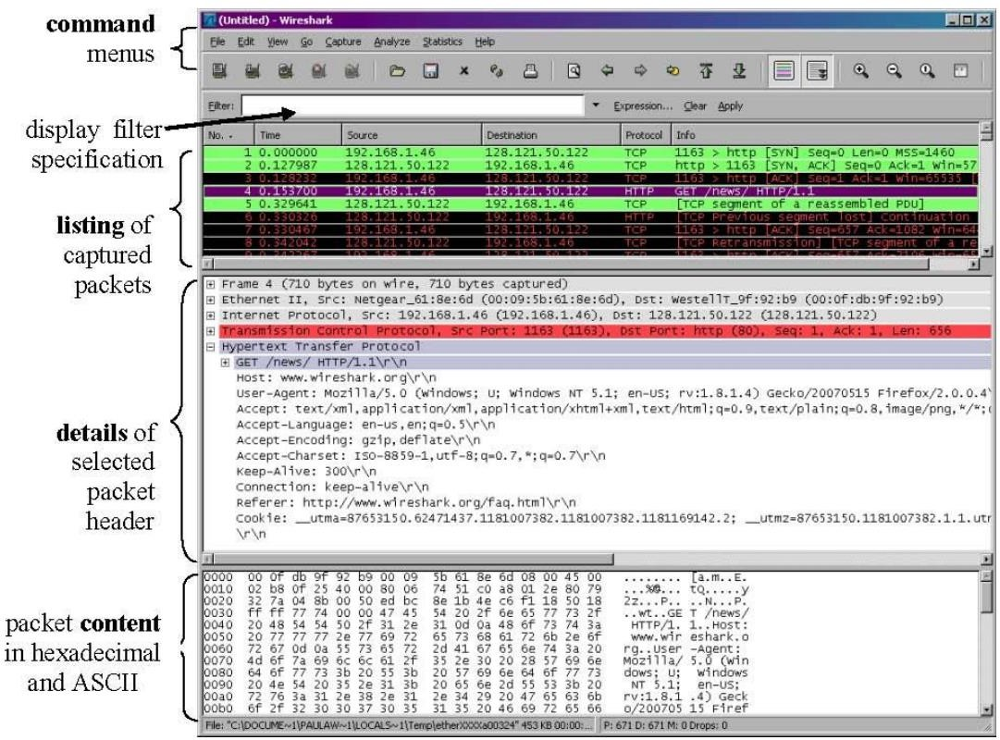 command
menus
display filter
specification
listing of
captured
packets
details of
selected
packet
header
packet content
in hexadecimal
and ASCII
(Untitled) - Wireshark
File Edit View Go Capture Analyze Statistics Help
Filter: Expression... Clear Apply
No. . Time Source Destination Protocol Info
1 0.000000 192.168.1.46 128.121.50.122 TCP 1163 > http [SYN] Seq=0 Len=0 MSS=1460
2 0.127987 128.121.50.122 192.168.1.46 TCP http > 1163 [SYN, ACK] Seq=0 Ack=1 Win=57
3 0.128232 192.168.1.46 128.121.50.122 TCP 1163 > http [ACK] Seq=1 Ack=1 Win=65535 [
4 0.153700 192.168.1.46 128.121.50.122 HTTP GET /news/ HTTP/1.1
5 0.329641 128.121.50.122 192.168.1.46 TCP [TCP segment of a reassembled PDU]
6 0.330326 128.121.50.122 192.168.1.46 HTTP [TCP Previous segment lost] Continuation
7 0.330467 192.168.1.46 128.121.50.122 TCP 1163 > http [ACK] Seq=657 Ack=1082 Win=64
8 0.342042 128.121.50.122 192.168.1.46 TCP [TCP Retransmission] [TCP segment of a re
Frame 4 (710 bytes on wire, 710 bytes captured)
Ethernet II, Src: Netgear_61:8e:6d (00:09:5b:61:8e:6d), Dst: WestellT_9f:92:b9 (00:0f:db:9f:92:b9)
Internet Protocol, Src: 192.168.1.46 (192.168.1.46), Dst: 128.121.50.122 (128.121.50.122)
Transmission Control Protocol, Src Port: 1163 (1163), Dst Port: http (80), Seq: 1, Ack: 1, Len: 656
Hypertext Transfer Protocol
GET /news/ HTTP/1.1\r\n
Host: www.wireshark.org\r\n
User-Agent: Mozilla/5.0 (Windows; U; Windows NT 5.1; en-US; rv:1.8.1.4) Gecko/20070515 Firefox/2.0.0.4\
Accept: text/xml,application/xml,application/xhtml+xml,text/html;q=0.9,text/plain;q=0.8,image/png,*/*;
Accept-Language: en-us,en;q=0.5\r\n
Accept-Encoding: gzip,deflate\r\n
Accept-Charset: ISO-8859-1,utf-8;q=0.7,*;q=0.7\r\n
Keep-Alive: 300\r\n
Connection: keep-alive\r\n
Referer: http://www.wireshark.org/faq.html\r\n
Cookie: __utma=87653150.62471437.1181007382.1181007382.1181169142.2; __utmz=87653150.1181007382.1.1.utm
\r\n
0000 00 0f db 9f 92 b9 00 09 5b 61 8e 6d 08 00 45 00 ........ [a.m..E.
0010 02 b8 0f 25 40 00 80 06 74 51 c0 a8 01 2e 80 79 ...%@... tQ.....y
0020 32 7a 04 8b 00 50 ed bc 8e 1b 4e c6 f1 18 50 18 2z...P.. ..N...P.
0030 ff ff 77 74 00 00 47 45 54 20 2f 6e 65 77 73 2f ..wt..GE T /news/
0040 20 48 54 54 50 2f 31 2e 31 0d 0a 48 6f 73 74 3a HTTP/1. 1..Host:
0050 20 77 77 77 2e 77 69 72 65 73 68 61 72 6b 2e 6f www.wir eshark.o
0060 72 67 0d 0a 55 73 65 72 2d 41 67 65 6e 74 3a 20 rg..User -Agent:
0070 4d 6f 7a 69 6c 6c 61 2f 35 2e 30 20 28 57 69 6e Mozilla/ 5.0 (Win
0080 64 6f 77 73 3b 20 55 3b 20 57 69 6e 64 6f 77 73 dows; U; Windows
0090 20 4e 54 20 35 2e 31 3b 20 65 6e 2d 55 53 3b 20 NT 5.1; en-US;
00a0 72 76 3a 31 2e 38 2e 31 2e 34 29 20 47 65 63 6b rv:1.8.1 .4) Geck
00b0 6f 2f 32 30 30 37 30 35 31 35 20 46 69 72 65 66 o/200705 15 Firef
File: "C:\DOCUME~1\PAULAW~1\LOCALS~1\Temp\etherXXXXa00324" 453 KB 00:00:... P: 671 D: 671 M: 0 Drops: 0